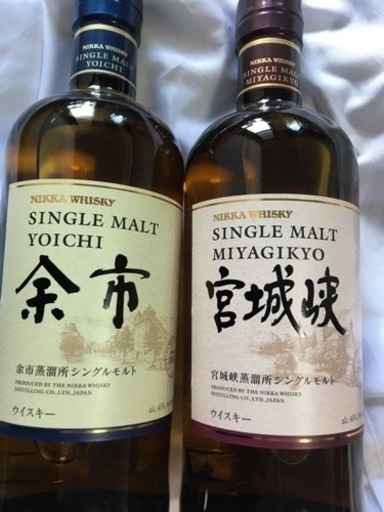 NIKKA WHISKY
SINGLE MALT
YOICHI
NIKKA WHISKY
SINGLE MALT
YOICHI
余市
余市蒸溜所シングルモルト
PRODUCED BY THE NIKKA WHISKY
DISTILLING CO.,LTD.,JAPAN
ウイスキー
NIKKA WHISKY
SINGLE MALT
MIYAGIKYO
NIKKA WHISKY
SINGLE MALT
MIYAGIKYO
宮城峡
宮城峡蒸溜所シングルモルト
PRODUCED BY THE NIKKA WHISKY
DISTILLING CO.,LTD.,JAPAN
ウイスキー
alc.45%